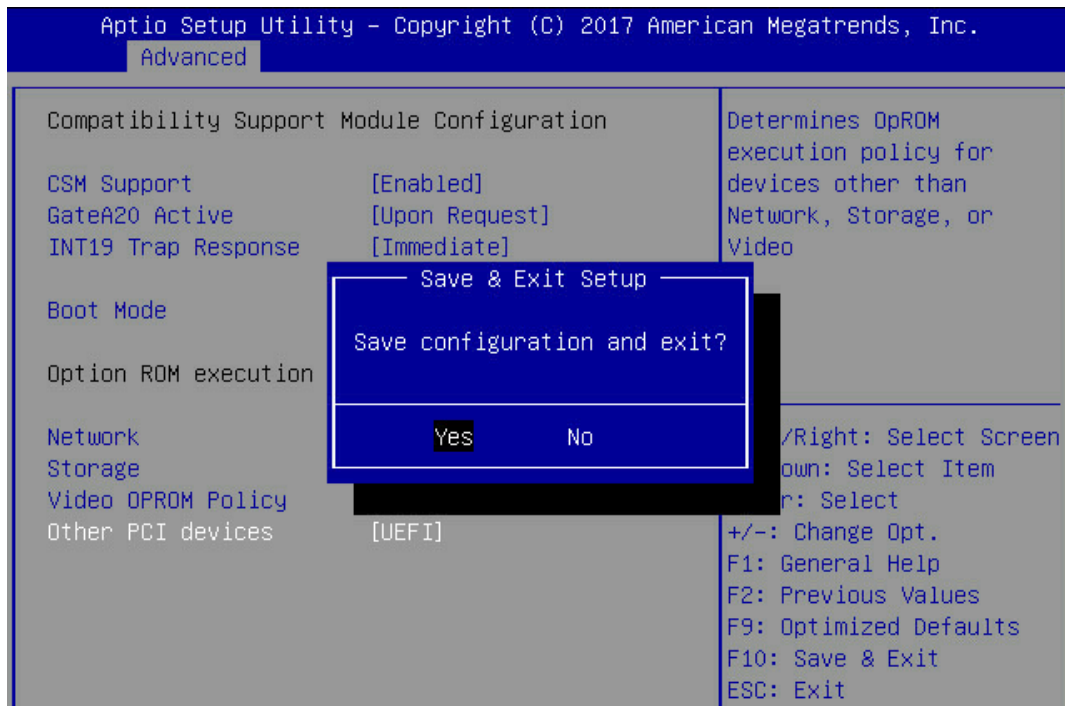 Aptio Setup Utility – Copyright (C) 2017 American Megatrends, Inc.
Advanced
Compatibility Support Module Configuration
CSM Support [Enabled]
GateA20 Active [Upon Request]
INT19 Trap Response [Immediate]
Boot Mode
Option ROM execution
Network
Storage
Video OPROM Policy
Other PCI devices [UEFI]
Save & Exit Setup
Save configuration and exit?
Yes No
Determines OpROM
execution policy for
devices other than
Network, Storage, or
Video
/Right: Select Screen
Select Item
Select
+/-: Change Opt.
F1: General Help
F2: Previous Values
F9: Optimized Defaults
F10: Save & Exit
ESC: Exit